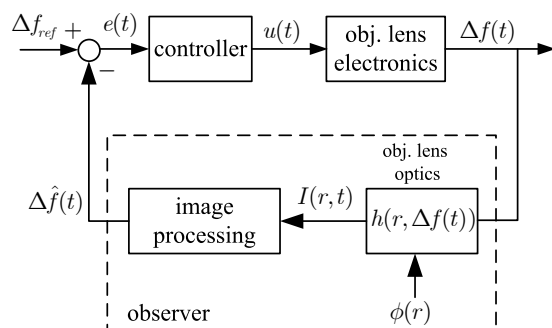 Δf_ref + e(t) controller u(t) obj. lens Δf(t)
electronics
−
obj. lens
optics
Δf̂(t) image I(r, t) h(r, Δf(t))
processing
observer ϕ(r)